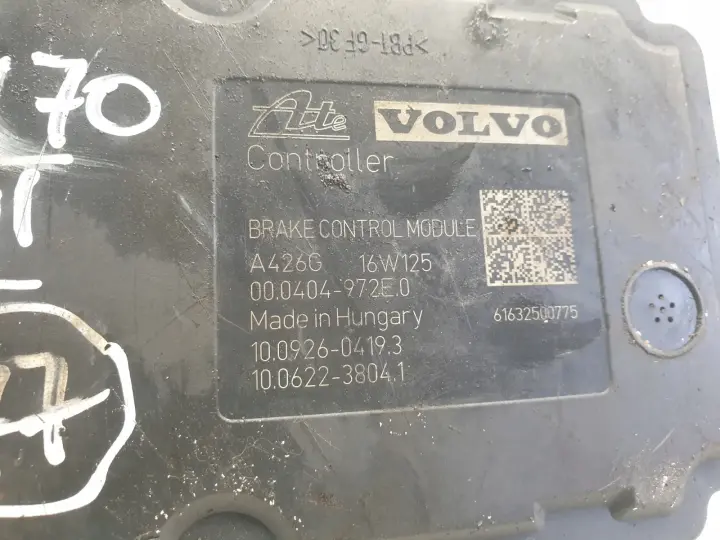 >PBT-GF30<
70
Ate VOLVO
Controller
BRAKE CONTROL MODULE
A426G 16W125
00.0404-972E.0
Made in Hungary 61632500775
10.0926-0419.3
10.0622-3804.1
77